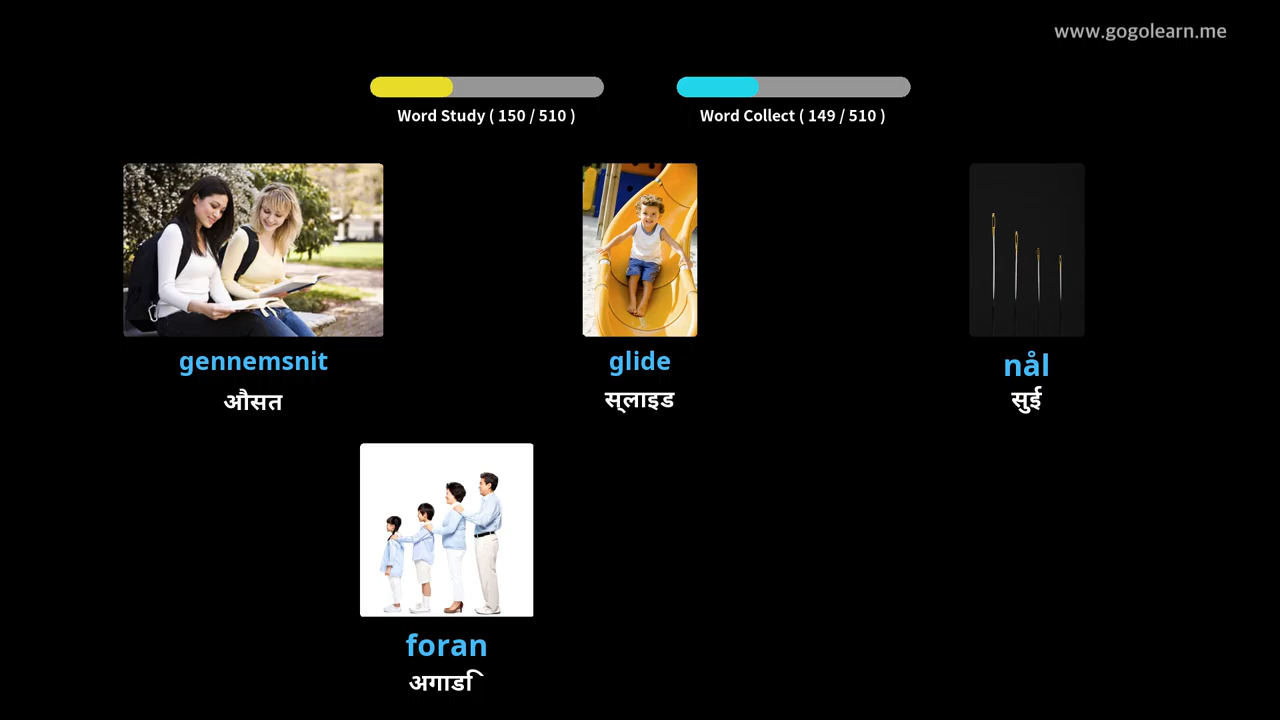 www.gogolearn.me
Word Study ( 150 / 510 )
Word Collect ( 149 / 510 )
gennemsnit
औसत
glide
स्लाइड
nål
सुई
foran
अगाडि